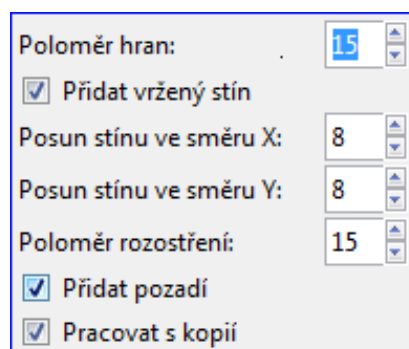 Poloměr hran: 15
Přidat vržený stín
Posun stínu ve směru X: 8
Posun stínu ve směru Y: 8
Poloměr rozostření: 15
Přidat pozadí
Pracovat s kopií